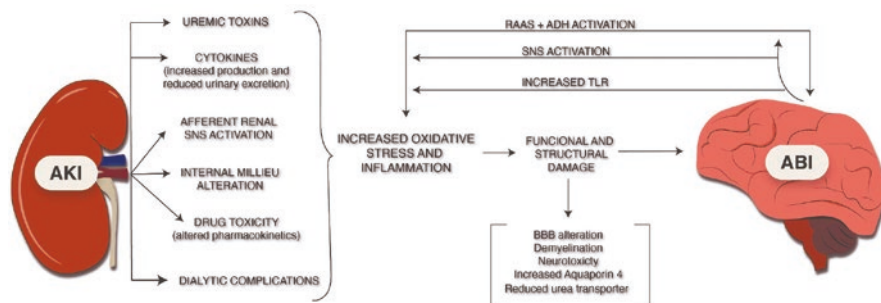 UREMIC TOXINS
CYTOKINES
(increased production and
reduced urinary excretion)
AFFERENT RENAL
SNS ACTIVATION
INTERNAL MILLIEU
ALTERATION
DRUG TOXICITY
(altered pharmacokinetics)
DIALYTIC COMPLICATIONS
AKI
RAAS + ADH ACTIVATION
SNS ACTIVATION
INCREASED TLR
INCREASED OXIDATIVE
STRESS AND
INFLAMMATION
FUNCIONAL AND
STRUCTURAL
DAMAGE
ABI
BBB alteration
Demyelination
Neurotoxicty
Increased Aquaporin 4
Reduced urea transporter